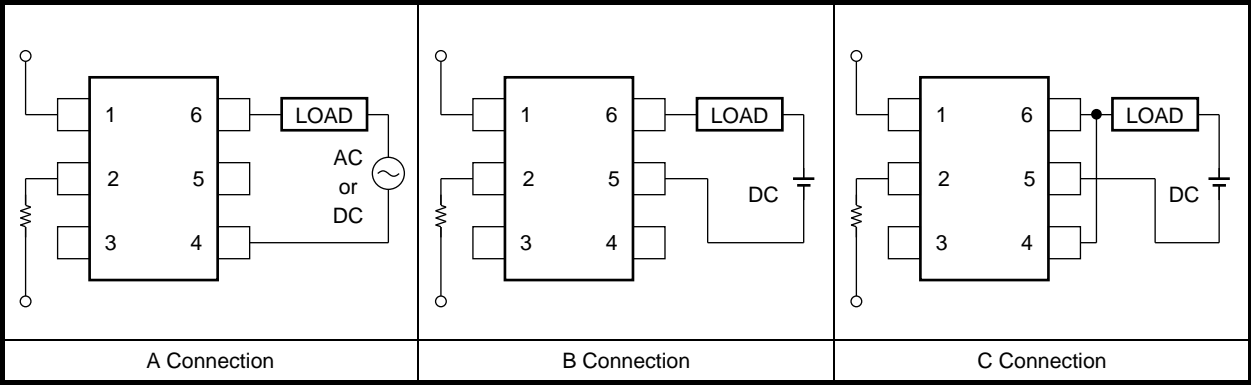 1 6 LOAD
2 5 AC
or
DC
3 4
A Connection
1 6 LOAD
2 5 DC
3 4
B Connection
1 6 LOAD
2 5 DC
3 4
C Connection